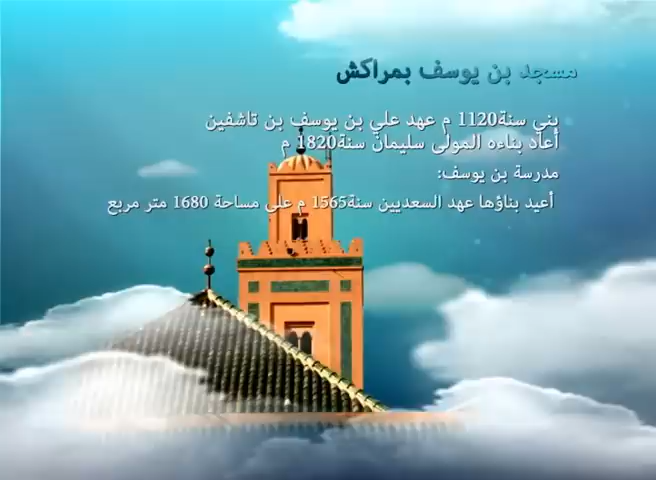 مسجد بن يوسف بمراكش
بني سنة1120 م عهد علي بن يوسف بن تاشفين
أعاد بناءه المولى سليمان سنة1820 م
مدرسة بن يوسف:
أعيد بناؤها عهد السعديين سنة1565 م على مساحة 1680 متر مربع